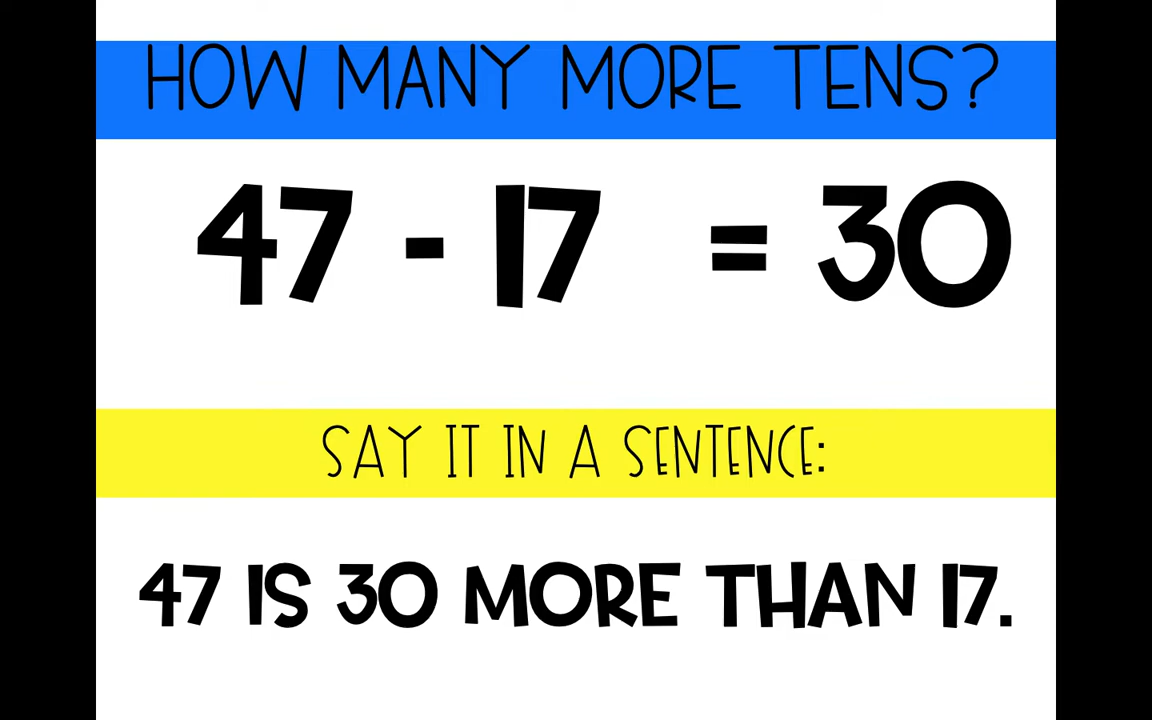 HOW MANY MORE TENS?
47 - 17 = 30
SAY IT IN A SENTENCE:
47 IS 30 MORE THAN 17.